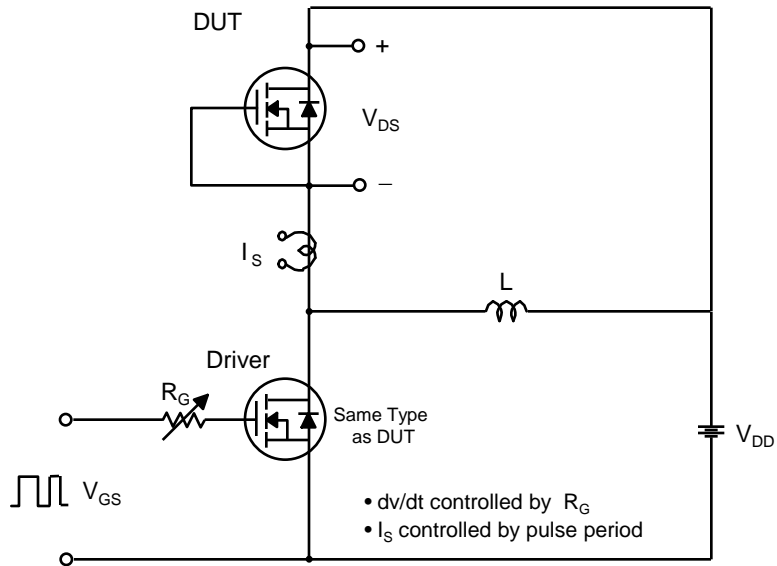 DUT
+
V_DS
–
I_S
L
Driver
R_G
Same Type
as DUT
V_DD
V_GS
• dv/dt controlled by R_G
• I_S controlled by pulse period